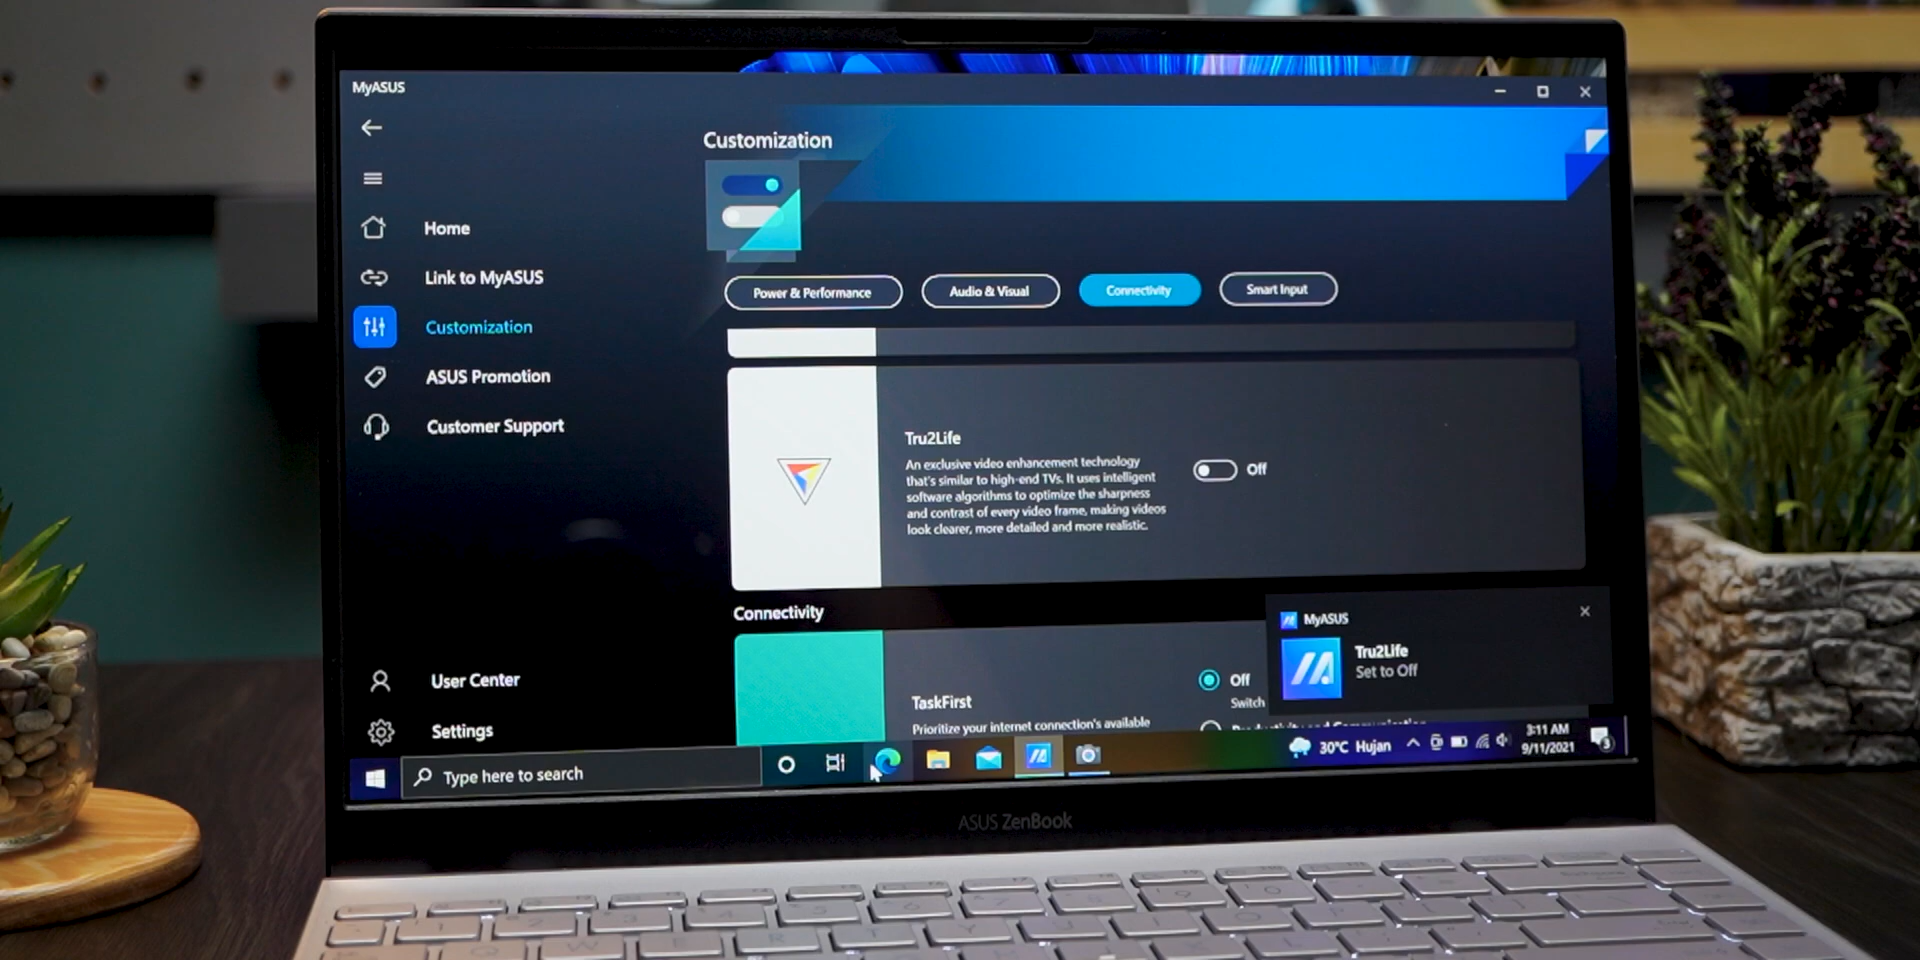 MyASUS
Customization
Home
Link to MyASUS
Customization
ASUS Promotion
Customer Support
User Center
Settings
Power & Performance
Audio & Visual
Connectivity
Smart Input
Tru2Life
An exclusive video enhancement technology
that's similar to high-end TVs. It uses intelligent
software algorithms to optimize the sharpness
and contrast of every video frame, making videos
look clearer, more detailed and more realistic.
Off
Connectivity
TaskFirst
Prioritize your internet connection's available
Off
Switch
MyASUS
Tru2Life
Set to Off
Type here to search
30°C Hujan
3:11 AM
9/11/2021
3
ASUS ZenBook